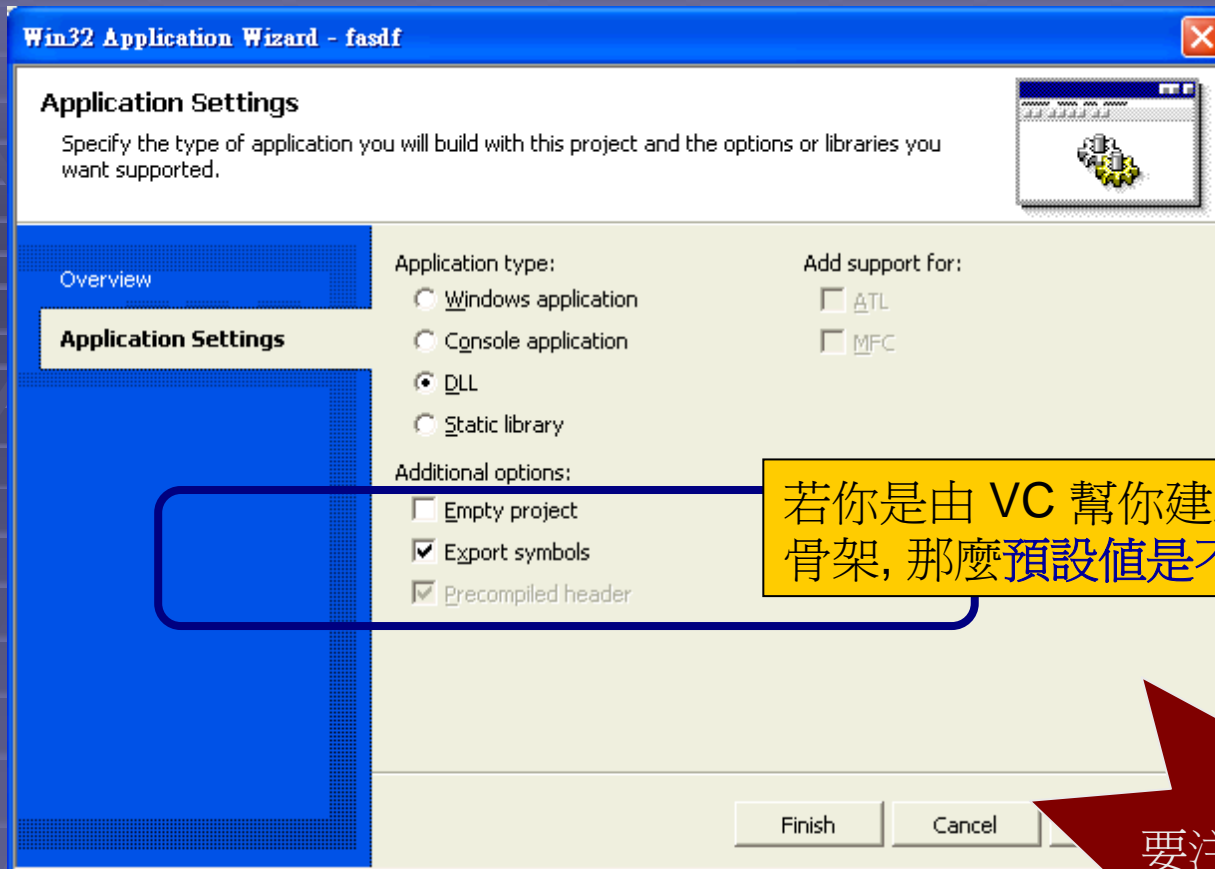 Win32 Application Wizard - fasdf
Application Settings
Specify the type of application you will build with this project and the options or libraries you
want supported.
Overview
Application Settings
Application type:
Windows application
Console application
DLL
Static library
Add support for:
ATL
MFC
Additional options:
Empty project
Export symbols
Precompiled header
若你是由 VC 幫你建
骨架, 那麼預設值是不
Finish
Cancel
要注